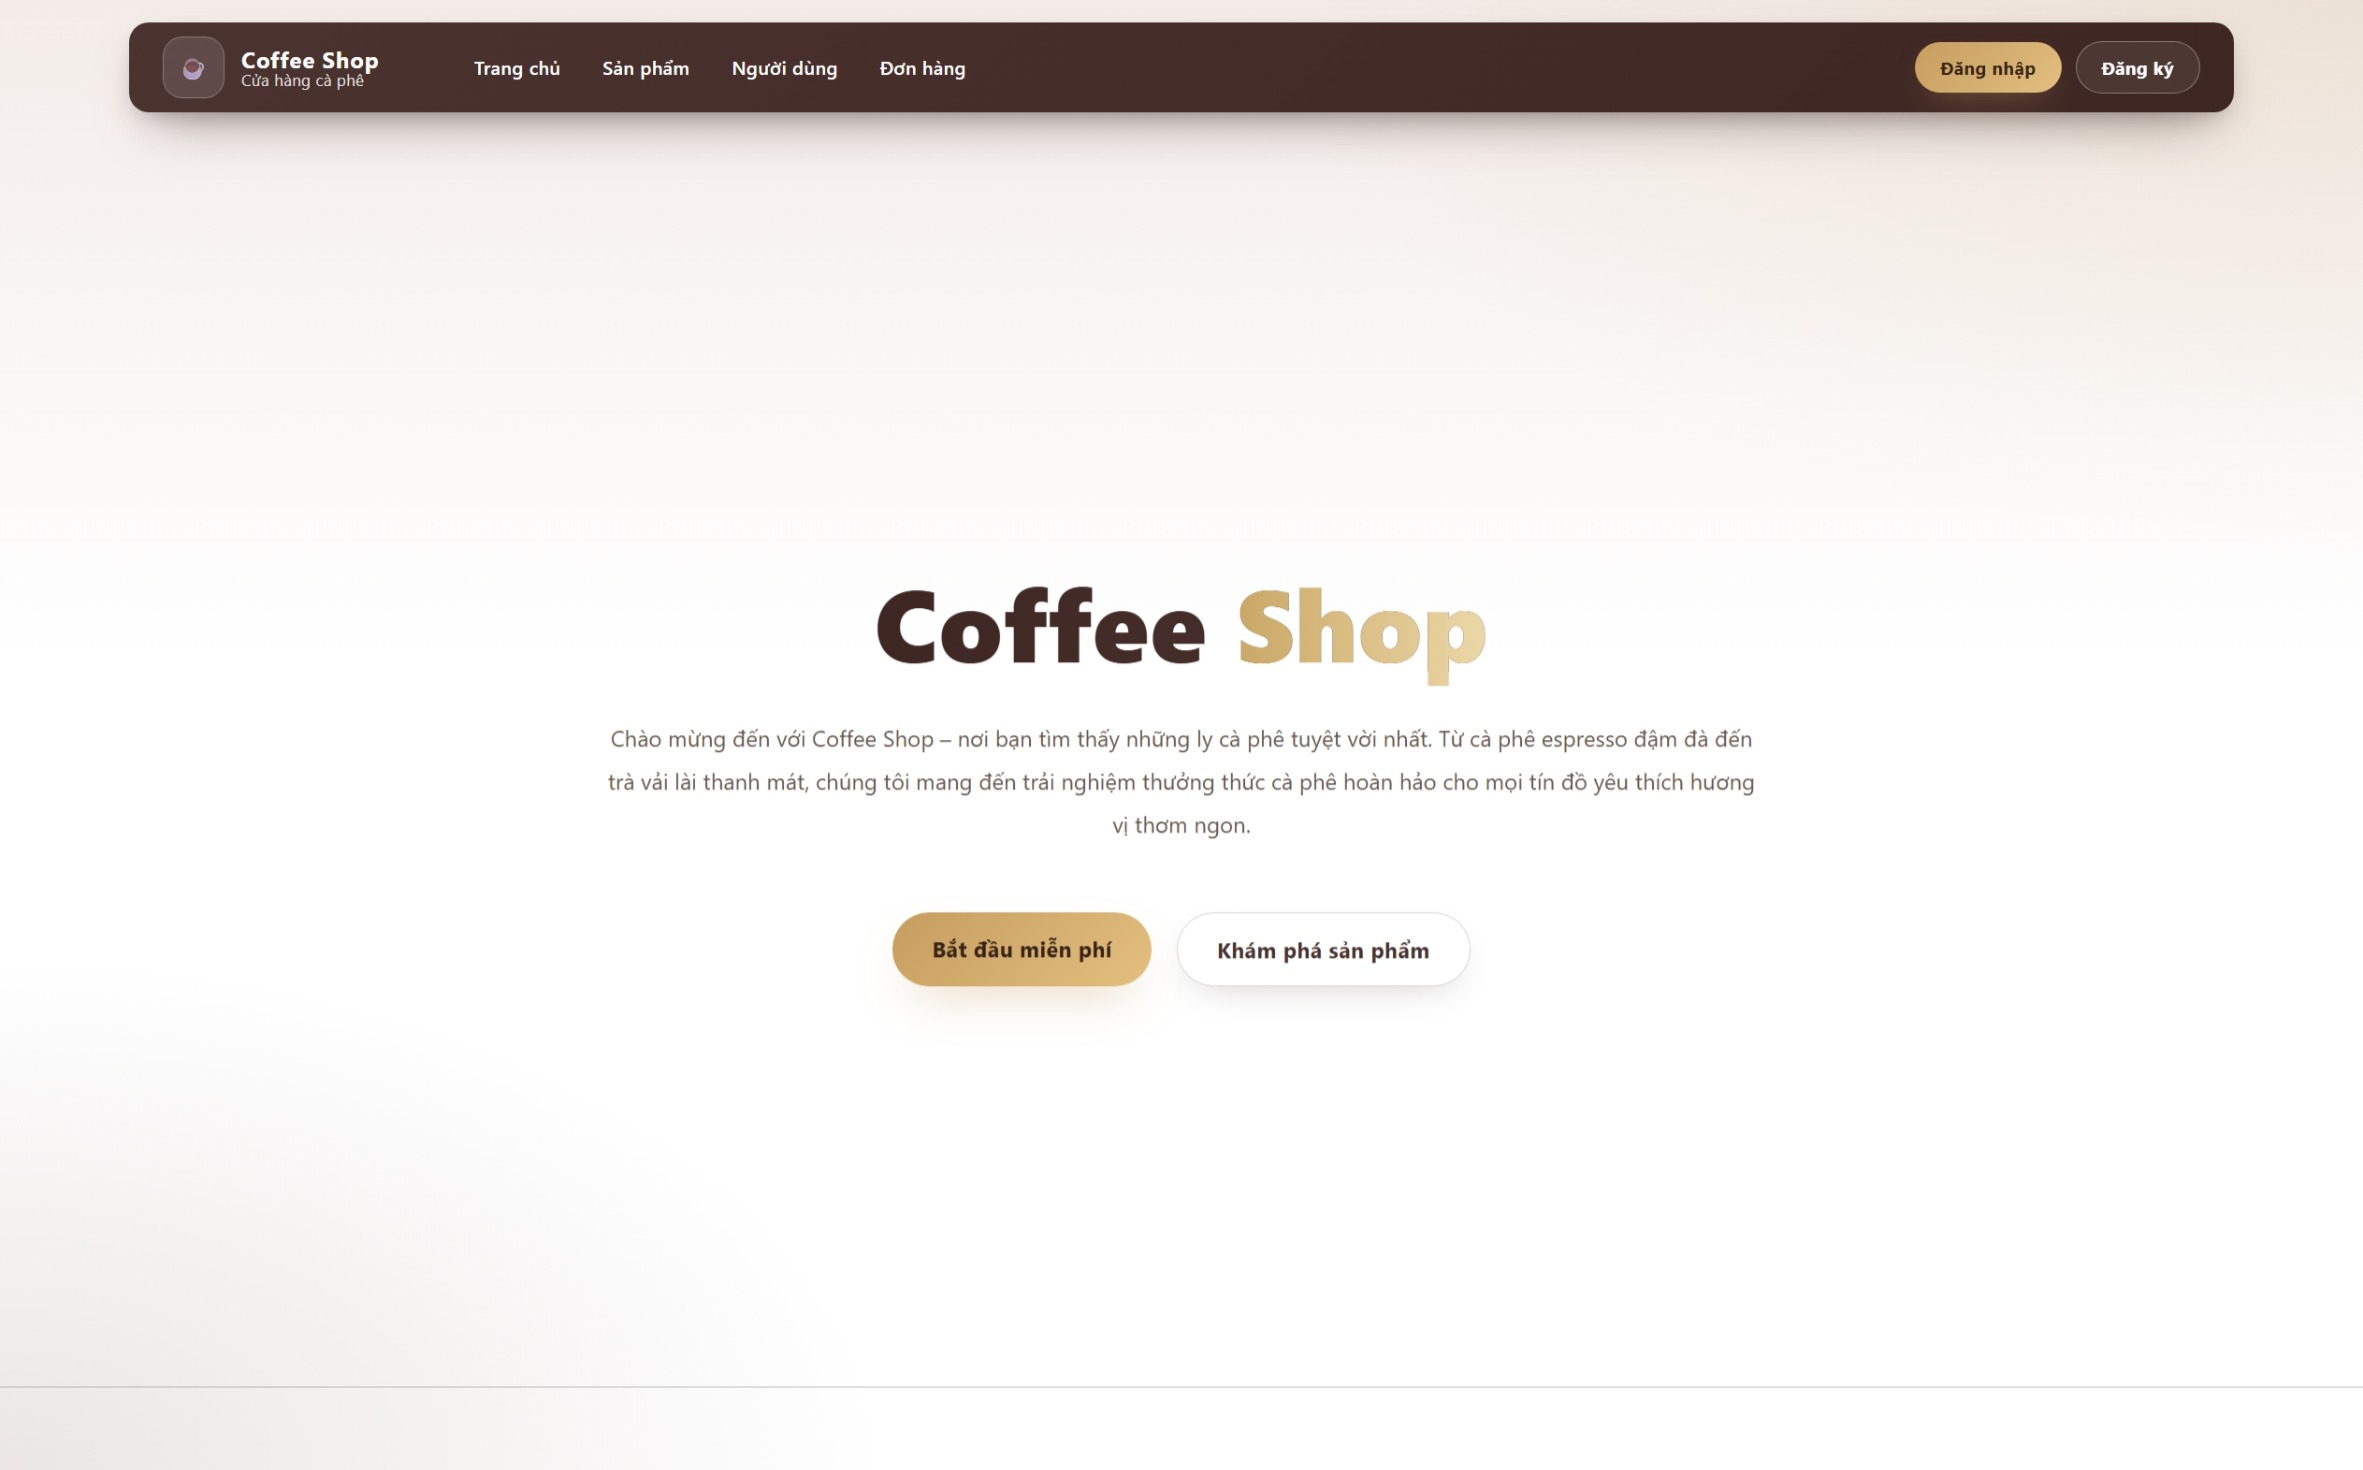 Coffee Shop
Cửa hàng cà phê
Trang chủ
Sản phẩm
Người dùng
Đơn hàng
Đăng nhập
Đăng ký
Coffee Shop
Chào mừng đến với Coffee Shop – nơi bạn tìm thấy những ly cà phê tuyệt vời nhất. Từ cà phê espresso đậm đà đến
trà vải lài thanh mát, chúng tôi mang đến trải nghiệm thưởng thức cà phê hoàn hảo cho mọi tín đồ yêu thích hương
vị thơm ngon.
Bắt đầu miễn phí
Khám phá sản phẩm